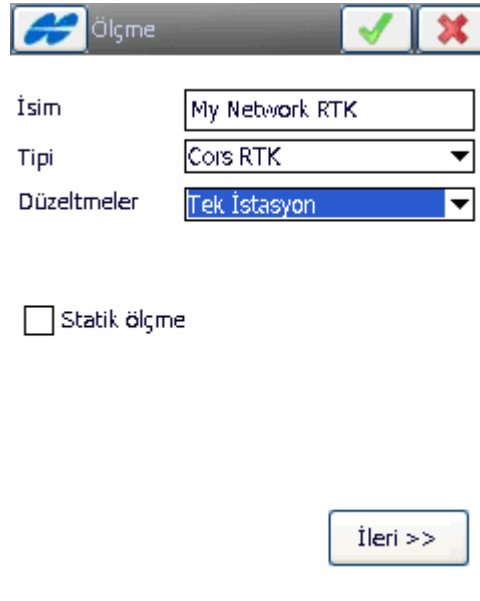 Ölçme
İsim My Network RTK
Tipi Cors RTK
Düzeltmeler Tek İstasyon
Statik ölçme
İleri >>